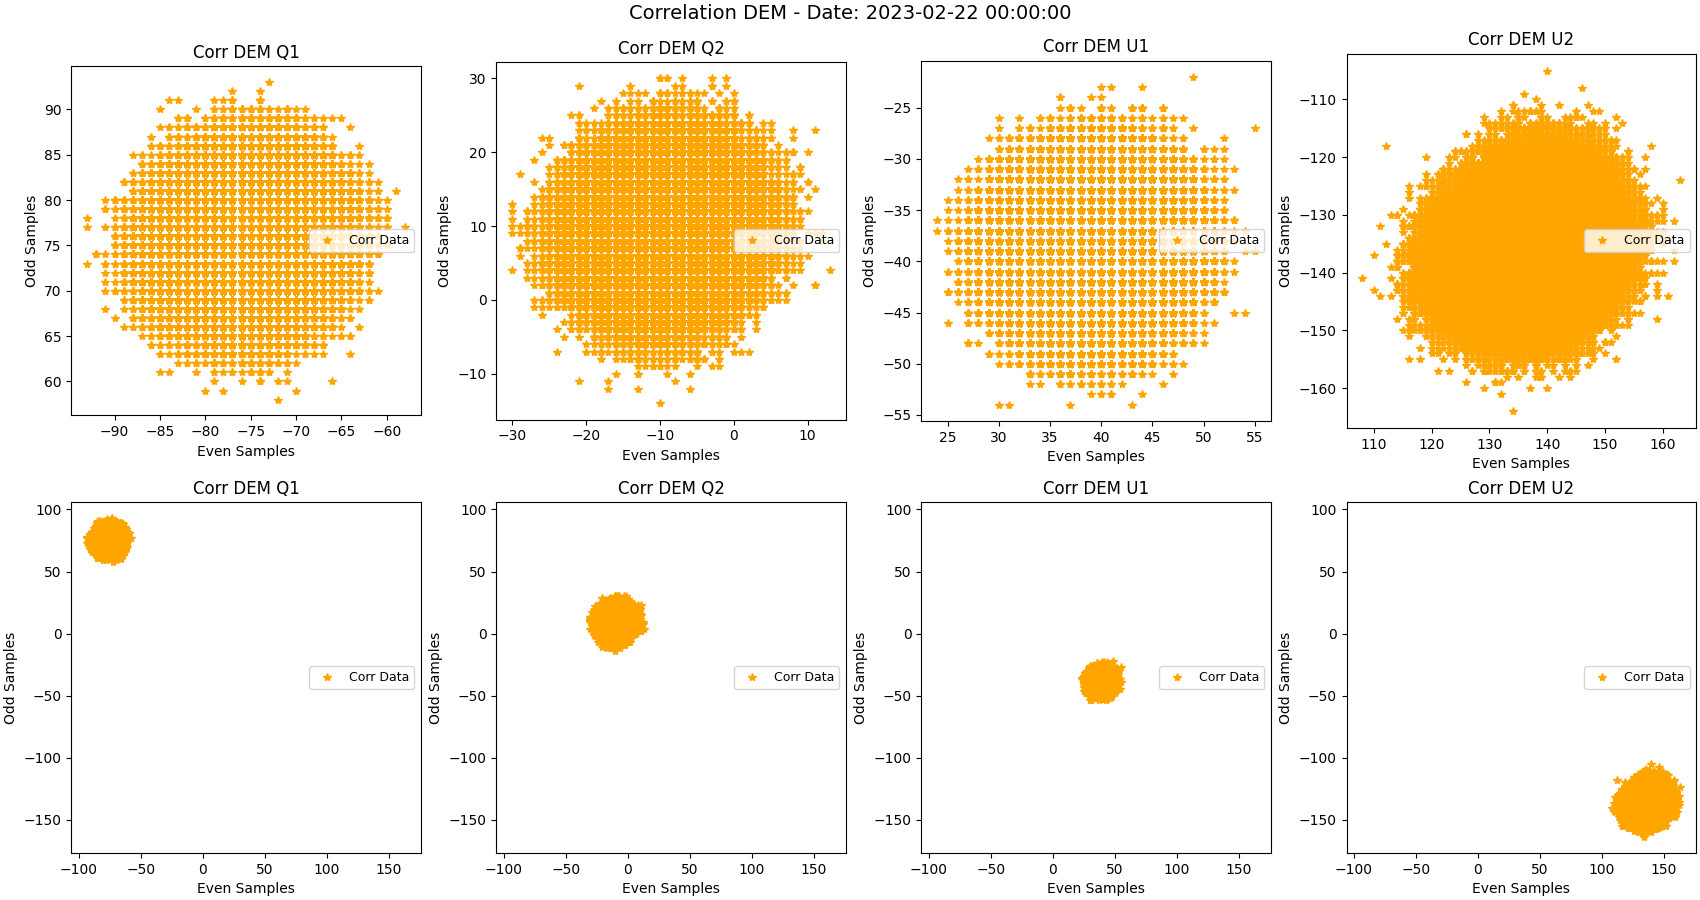 Correlation DEM - Date: 2023-02-22 00:00:00
Corr DEM Q1
Corr DEM Q2
Corr DEM U1
Corr DEM U2
90
85
80
75
70
65
60
Odd Samples
Corr Data
−90
−85
−80
−75
−70
−65
−60
Even Samples
30
20
10
0
−10
Odd Samples
Corr Data
−30
−20
−10
0
10
Even Samples
−25
−30
−35
−40
−45
−50
−55
Odd Samples
Corr Data
25
30
35
40
45
50
55
Even Samples
−110
−120
−130
−140
−150
−160
Odd Samples
Corr Data
110
120
130
140
150
160
Even Samples
Corr DEM Q1
100
50
0
−50
−100
−150
Odd Samples
Corr Data
−100
−50
0
50
100
150
Even Samples
Corr DEM Q2
100
50
0
−50
−100
−150
Odd Samples
Corr Data
−100
−50
0
50
100
150
Even Samples
Corr DEM U1
100
50
0
−50
−100
−150
Odd Samples
Corr Data
−100
−50
0
50
100
150
Even Samples
Corr DEM U2
100
50
0
−50
−100
−150
Odd Samples
Corr Data
−100
−50
0
50
100
150
Even Samples